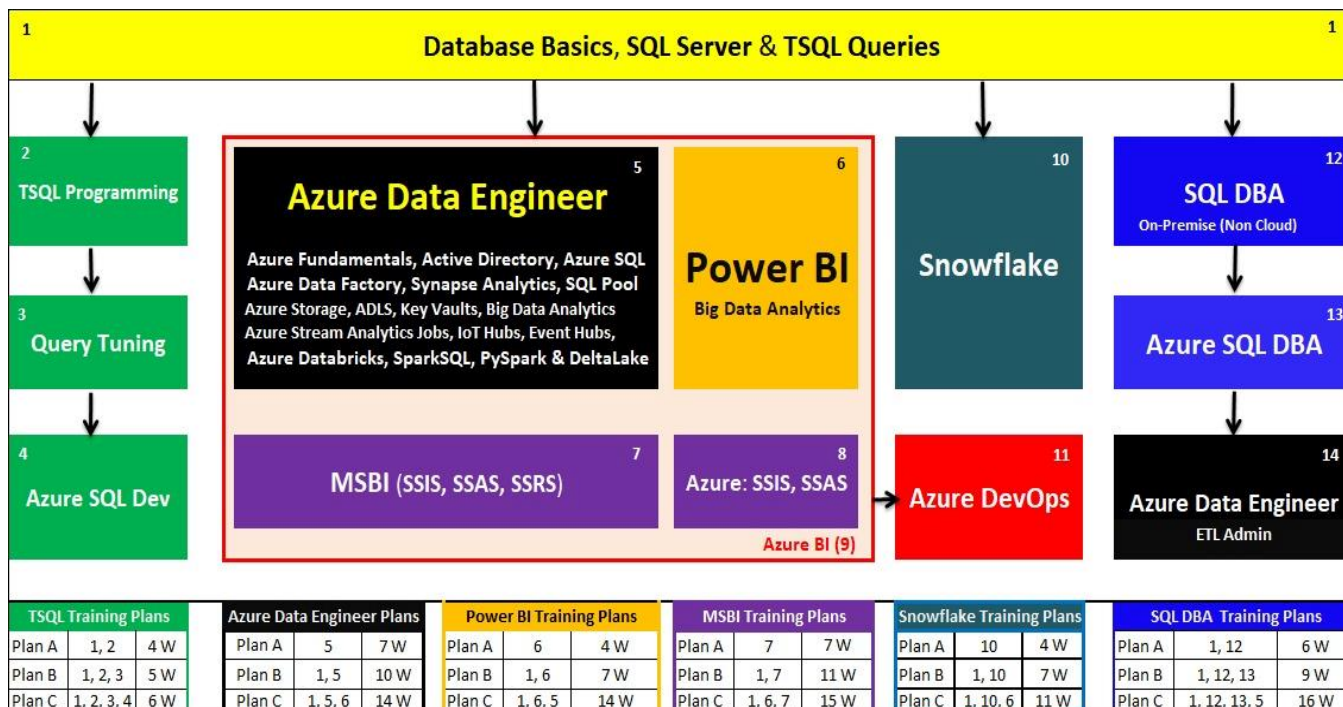 1
Database Basics, SQL Server & TSQL Queries
1
2
TSQL Programming
3
Query Tuning
4
Azure SQL Dev
5
Azure Data Engineer
Azure Fundamentals, Active Directory, Azure SQL
Azure Data Factory, Synapse Analytics, SQL Pool
Azure Storage, ADLS, Key Vaults, Big Data Analytics
Azure Stream Analytics Jobs, IoT Hubs, Event Hubs,
Azure Databricks, SparkSQL, PySpark & DeltaLake
6
Power BI
Big Data Analytics
7
MSBI (SSIS, SSAS, SSRS)
8
Azure: SSIS, SSAS
Azure BI (9)
10
Snowflake
11
Azure DevOps
12
SQL DBA
On-Premise (Non Cloud)
13
Azure SQL DBA
14
Azure Data Engineer
ETL Admin
TSQL Training Plans
Plan A 1, 2 4 W
Plan B 1, 2, 3 5 W
Plan C 1, 2, 3, 4 6 W
Azure Data Engineer Plans
Plan A 5 7 W
Plan B 1, 5 10 W
Plan C 1, 5, 6 14 W
Power BI Training Plans
Plan A 6 4 W
Plan B 1, 6 7 W
Plan C 1, 6, 5 14 W
MSBI Training Plans
Plan A 7 7 W
Plan B 1, 7 11 W
Plan C 1, 6, 7 15 W
Snowflake Training Plans
Plan A 10 4 W
Plan B 1, 10 7 W
Plan C 1, 10, 6 11 W
SQL DBA Training Plans
Plan A 1, 12 6 W
Plan B 1, 12, 13 9 W
Plan C 1, 12, 13, 5 16 W